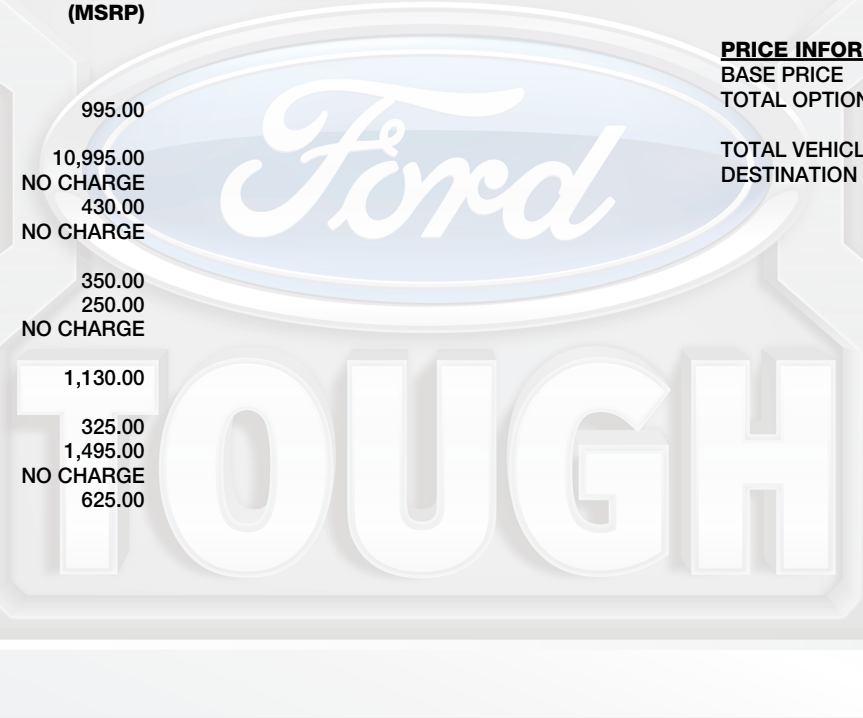 (MSRP)
995.00
10,995.00
NO CHARGE
430.00
NO CHARGE
350.00
250.00
NO CHARGE
1,130.00
325.00
1,495.00
NO CHARGE
625.00
PRICE INFOR
BASE PRICE
TOTAL OPTION
TOTAL VEHICL
DESTINATION
Ford
TOUGH